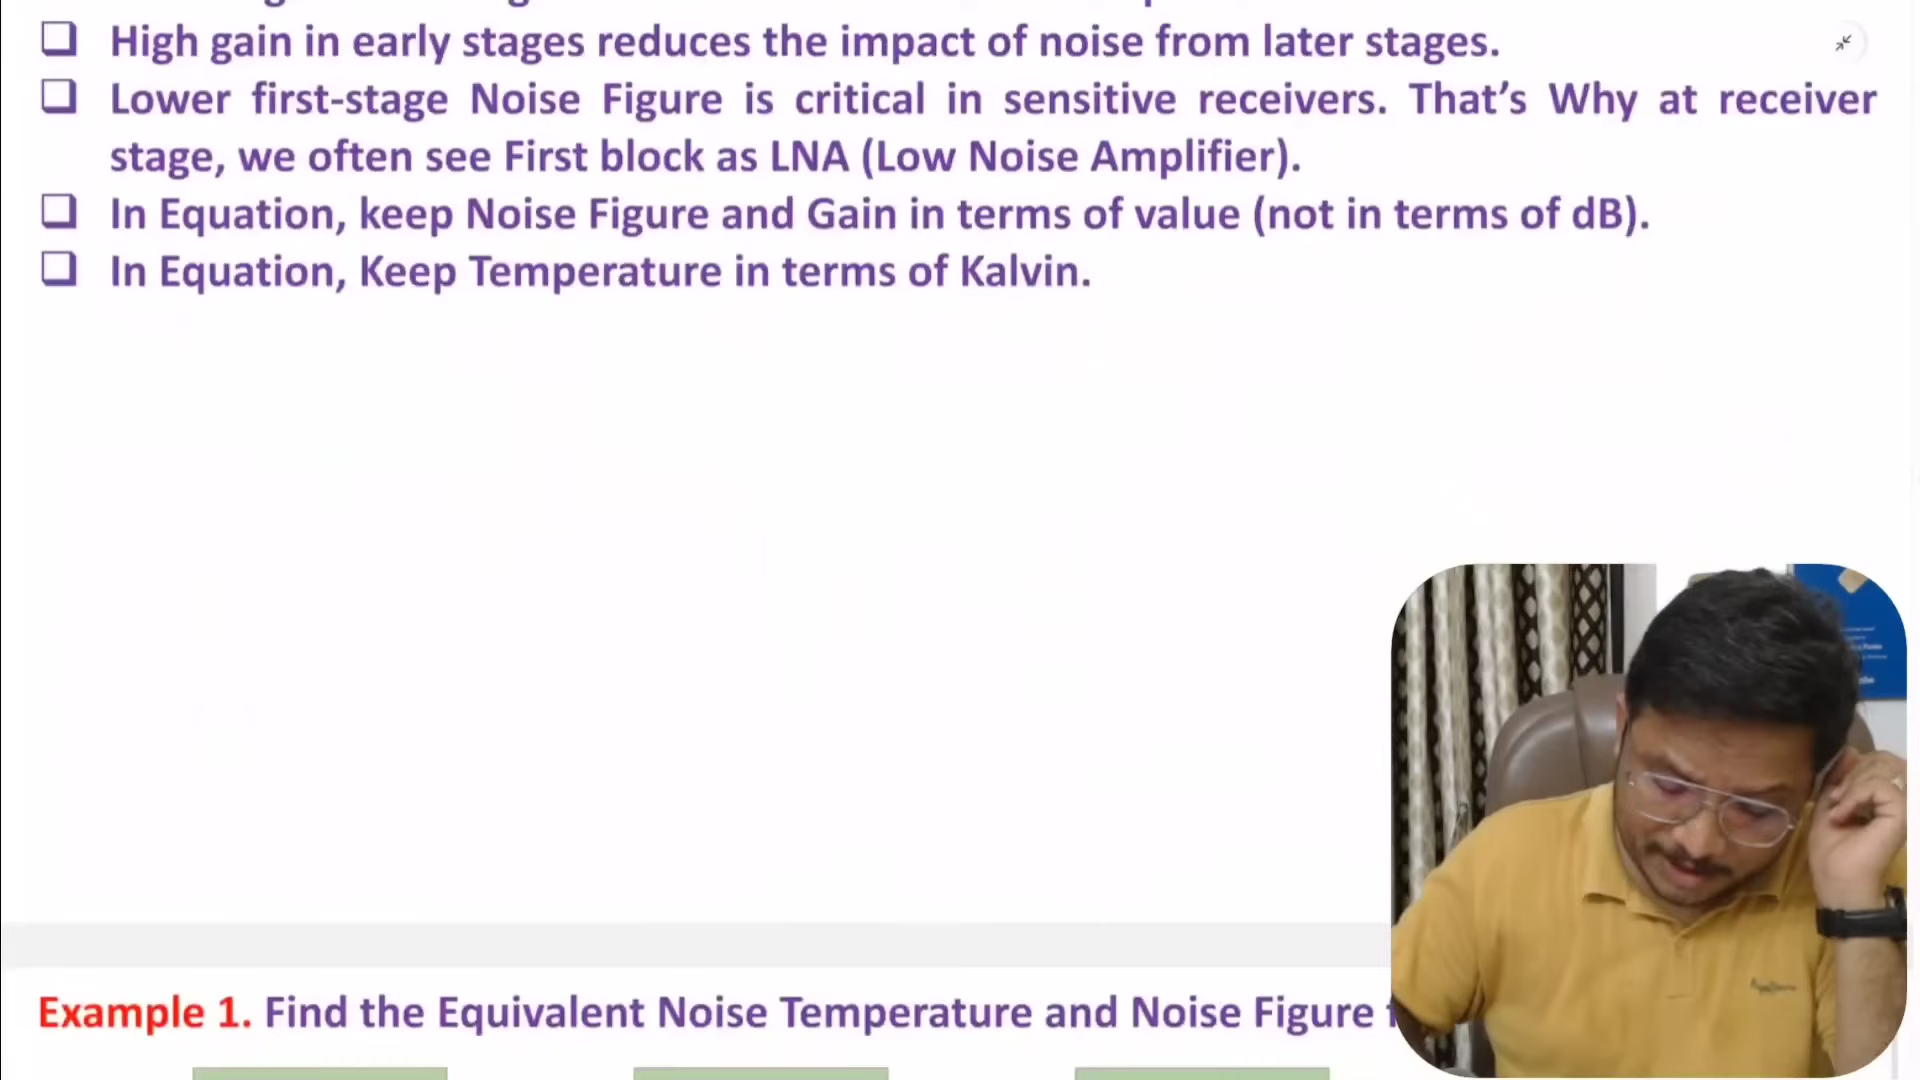 High gain in early stages reduces the impact of noise from later stages.
Lower first-stage Noise Figure is critical in sensitive receivers. That's Why at receiver
stage, we often see First block as LNA (Low Noise Amplifier).
In Equation, keep Noise Figure and Gain in terms of value (not in terms of dB).
In Equation, Keep Temperature in terms of Kalvin.
Example 1. Find the Equivalent Noise Temperature and Noise Figure